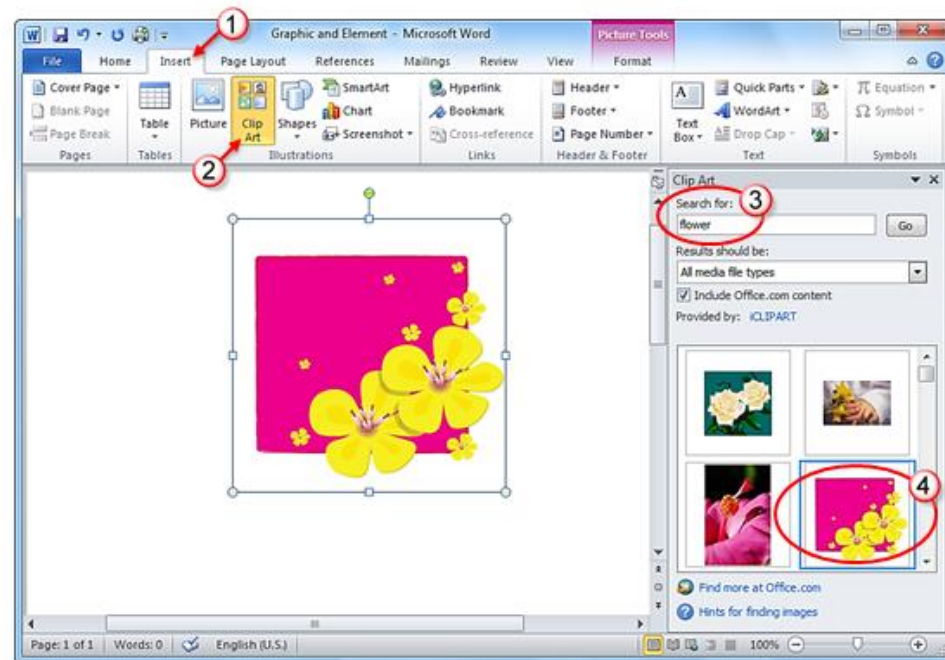 Graphic and Element - Microsoft Word
Picture Tools
File Home Insert Page Layout References Mailings Review View Format
1
Cover Page
Blank Page
Page Break
Pages
Table
Tables
Picture
Clip Art
Shapes
SmartArt
Chart
Screenshot
Illustrations
2
Hyperlink
Bookmark
Cross-reference
Links
Header
Footer
Page Number
Header & Footer
A
Text Box
Quick Parts
WordArt
Drop Cap
Text
π Equation
Ω Symbol
Symbols
Clip Art
Search for:
3
flower
Go
Results should be:
All media file types
Include Office.com content
Provided by: iCLIPART
4
Find more at Office.com
Hints for finding images
Page: 1 of 1 Words: 0 English (U.S.) 100%